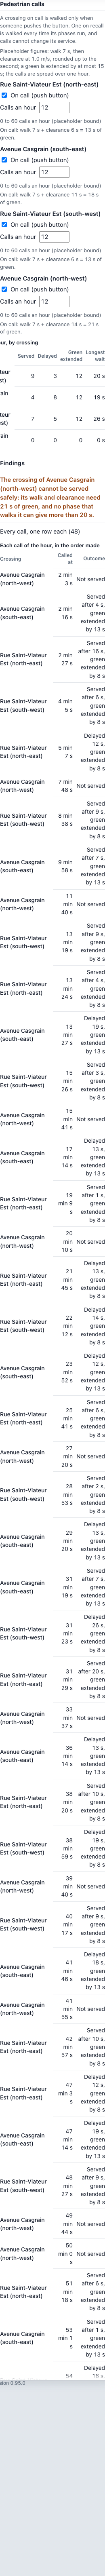 Pedestrian calls
A crossing on call is walked only when
someone pushes the button. One on recall
is walked every time its phases run, and
calls cannot change its service.
Placeholder figures: walk 7 s, then
clearance at 1.0 m/s, rounded up to the
second; a green is extended by at most 15
s; the calls are spread over one hour.
Rue Saint-Viateur Est (north-east)
On call (push button)
Calls an hour 12
0 to 60 calls an hour (placeholder bound)
On call: walk 7 s + clearance 6 s = 13 s of
green.
Avenue Casgrain (south-east)
On call (push button)
Calls an hour 12
0 to 60 calls an hour (placeholder bound)
On call: walk 7 s + clearance 11 s = 18 s
of green.
Rue Saint-Viateur Est (south-west)
On call (push button)
Calls an hour 12
0 to 60 calls an hour (placeholder bound)
On call: walk 7 s + clearance 6 s = 13 s of
green.
Avenue Casgrain (north-west)
On call (push button)
Calls an hour 12
0 to 60 calls an hour (placeholder bound)
On call: walk 7 s + clearance 14 s = 21 s
of green.
ur, by crossing
Served Delayed Green extended Longest wait
9 3 12 20 s
4 8 12 19 s
7 5 12 26 s
0 0 0 0 s
Findings
The crossing of Avenue Casgrain
(north-west) cannot be served
safely: its walk and clearance need
21 s of green, and no phase that
walks it can give more than 20 s.
Every call, one row each (48)
Each call of the hour, in the order made
Crossing Called at Outcome
Avenue Casgrain (north-west) 2 min 3 s Not served
Avenue Casgrain (south-east) 2 min 16 s Served after 4 s, green extended by 13 s
Rue Saint-Viateur Est (north-east) 2 min 27 s Served after 16 s, green extended by 8 s
Rue Saint-Viateur Est (south-west) 4 min 5 s Served after 6 s, green extended by 8 s
Rue Saint-Viateur Est (north-east) 5 min 7 s Delayed 12 s, green extended by 8 s
Avenue Casgrain (north-west) 7 min 48 s Not served
Rue Saint-Viateur Est (south-west) 8 min 38 s Served after 9 s, green extended by 8 s
Avenue Casgrain (south-east) 9 min 58 s Served after 7 s, green extended by 13 s
Avenue Casgrain (north-west) 11 min 40 s Not served
Rue Saint-Viateur Est (south-west) 13 min 19 s Served after 9 s, green extended by 8 s
Rue Saint-Viateur Est (north-east) 13 min 24 s Served after 4 s, green extended by 8 s
Avenue Casgrain (south-east) 13 min 27 s Delayed 19 s, green extended by 13 s
Rue Saint-Viateur Est (south-west) 15 min 26 s Served after 3 s, green extended by 8 s
Avenue Casgrain (north-west) 15 min 41 s Not served
Avenue Casgrain (south-east) 17 min 14 s Delayed 13 s, green extended by 13 s
Rue Saint-Viateur Est (north-east) 19 min 9 s Served after 1 s, green extended by 8 s
Avenue Casgrain (north-west) 20 min 10 s Not served
Rue Saint-Viateur Est (north-east) 21 min 45 s Delayed 13 s, green extended by 8 s
Rue Saint-Viateur Est (south-west) 22 min 12 s Delayed 14 s, green extended by 8 s
Avenue Casgrain (south-east) 23 min 52 s Delayed 12 s, green extended by 13 s
Rue Saint-Viateur Est (north-east) 25 min 41 s Served after 6 s, green extended by 8 s
Avenue Casgrain (north-west) 27 min 20 s Not served
Rue Saint-Viateur Est (south-west) 28 min 53 s Served after 2 s, green extended by 8 s
Avenue Casgrain (south-east) 29 min 20 s Delayed 13 s, green extended by 13 s
Avenue Casgrain (south-east) 31 min 19 s Served after 7 s, green extended by 13 s
Rue Saint-Viateur Est (south-west) 31 min 23 s Delayed 26 s, green extended by 8 s
Rue Saint-Viateur Est (north-east) 31 min 29 s Served after 20 s, green extended by 8 s
Avenue Casgrain (north-west) 33 min 37 s Not served
Avenue Casgrain (south-east) 36 min 14 s Delayed 13 s, green extended by 13 s
Rue Saint-Viateur Est (north-east) 38 min 20 s Served after 10 s, green extended by 8 s
Rue Saint-Viateur Est (south-west) 38 min 59 s Delayed 19 s, green extended by 8 s
Avenue Casgrain (north-west) 39 min 40 s Not served
Rue Saint-Viateur Est (south-west) 40 min 17 s Served after 9 s, green extended by 8 s
Avenue Casgrain (south-east) 41 min 46 s Delayed 18 s, green extended by 13 s
Avenue Casgrain (north-west) 41 min 55 s Not served
Rue Saint-Viateur Est (north-east) 42 min 57 s Served after 10 s, green extended by 8 s
Rue Saint-Viateur Est (north-east) 47 min 3 s Delayed 12 s, green extended by 8 s
Avenue Casgrain (south-east) 47 min 14 s Delayed 19 s, green extended by 13 s
Rue Saint-Viateur Est (south-west) 48 min 27 s Served after 9 s, green extended by 8 s
Avenue Casgrain (north-west) 49 min 44 s Not served
Avenue Casgrain (north-west) 50 min 0 s Not served
Rue Saint-Viateur Est (north-east) 51 min 18 s Served after 6 s, green extended by 8 s
Avenue Casgrain (south-east) 53 min 1 s Served after 1 s, green extended by 13 s
54 Delayed 16 s,
sion 0.95.0